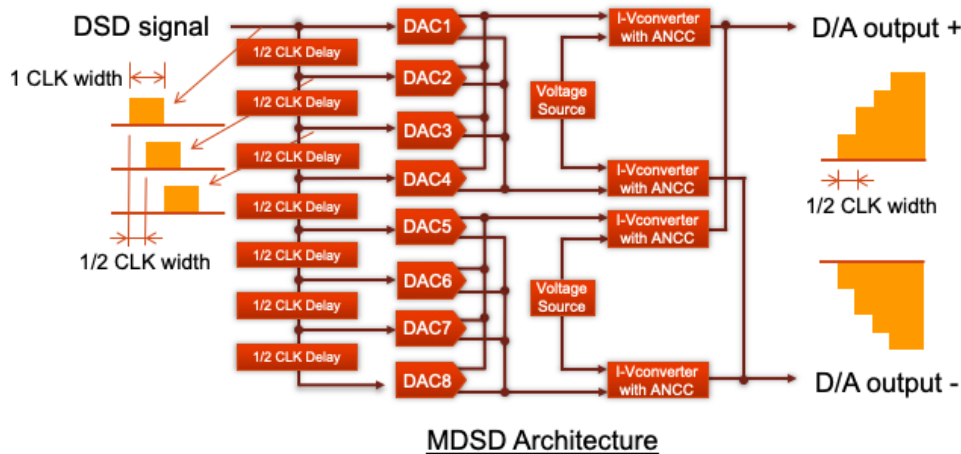 DSD signal
1 CLK width
1/2 CLK width
1/2 CLK Delay
1/2 CLK Delay
1/2 CLK Delay
1/2 CLK Delay
1/2 CLK Delay
1/2 CLK Delay
1/2 CLK Delay
DAC1
DAC2
DAC3
DAC4
DAC5
DAC6
DAC7
DAC8
I-Vconverter
with ANCC
Voltage
Source
I-Vconverter
with ANCC
I-Vconverter
with ANCC
Voltage
Source
I-Vconverter
with ANCC
D/A output +
1/2 CLK width
D/A output -
MDSD Architecture